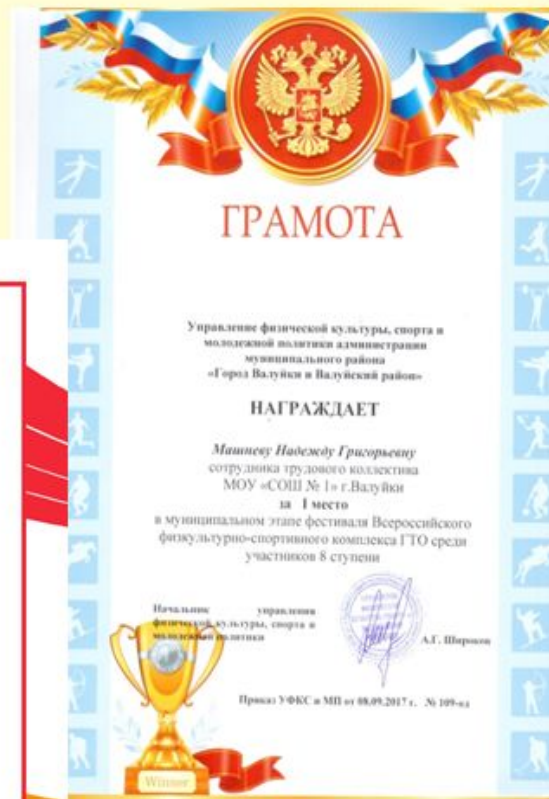 ГРАМОТА
Управление физической культуры, спорта и
молодежной политики администрации
муниципального района
«Город Валуйки и Валуйский район»
НАГРАЖДАЕТ
Машневу Надежду Григорьевну
сотрудника трудового коллектива
МОУ «СОШ № 1» г.Валуйки
за I место
в муниципальном этапе фестиваля Всероссийского
физкультурно-спортивного комплекса ГТО среди
участников 8 ступени
Начальник управления
физической культуры, спорта и
молодежной политики
А.Г. Широков
Приказ УФКС и МП от 08.09.2017 г. № 109-од
Winner